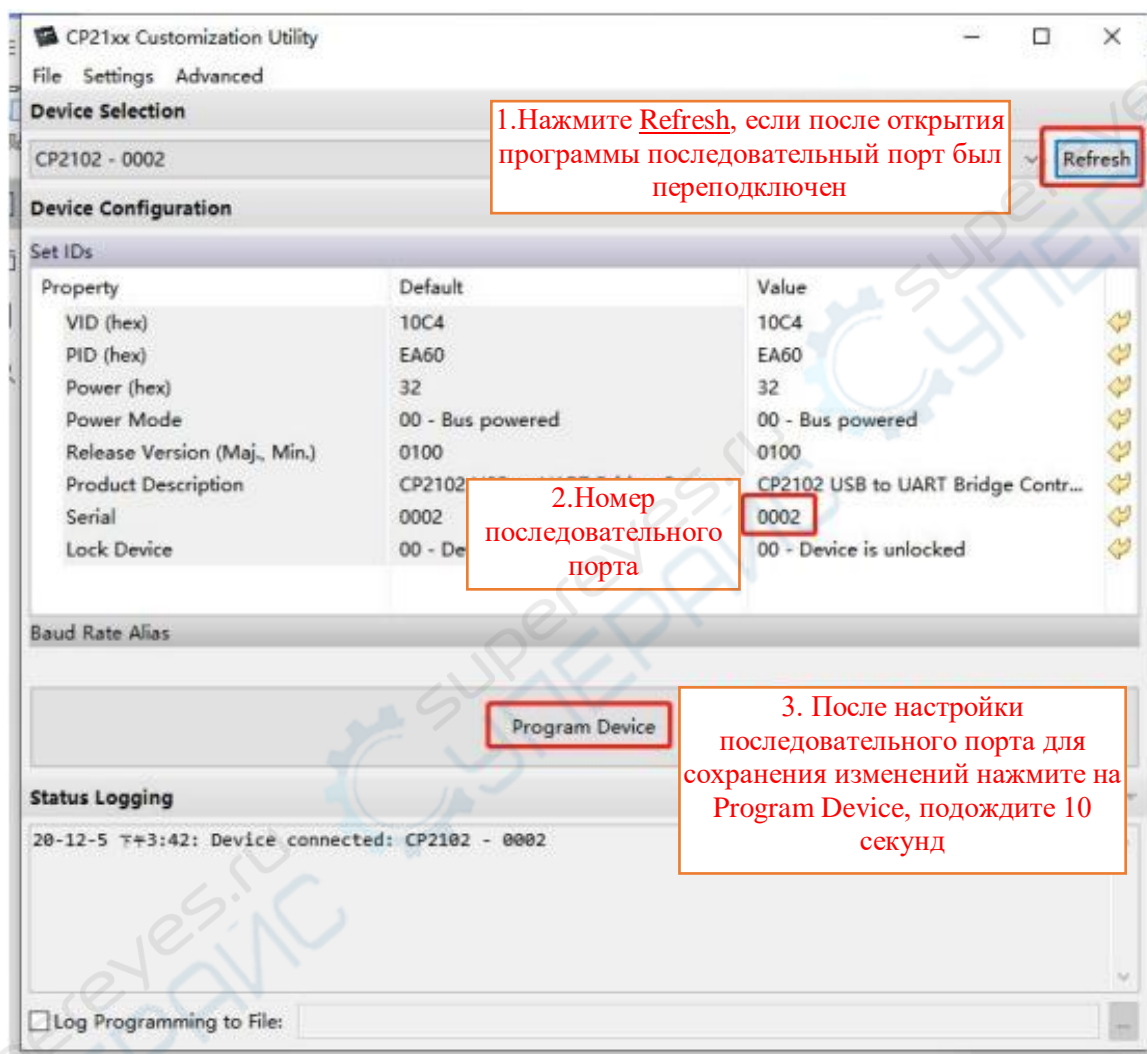 CP21xx Customization Utility
File Settings Advanced
Device Selection
1.Нажмите Refresh, если после открытия
программы последовательный порт был
переподключен
CP2102 - 0002
Refresh
Device Configuration
Set IDs
Property Default Value
VID (hex) 10C4 10C4
PID (hex) EA60 EA60
Power (hex) 32 32
Power Mode 00 - Bus powered 00 - Bus powered
Release Version (Maj., Min.) 0100 0100
Product Description CP2102 CP2102 USB to UART Bridge Contr...
Serial 0002 0002
Lock Device 00 - De 00 - Device is unlocked
2.Номер
последовательного
порта
Baud Rate Alias
Program Device
3. После настройки
последовательного порта для
сохранения изменений нажмите на
Program Device, подождите 10
секунд
Status Logging
20-12-5 下午3:42: Device connected: CP2102 - 0002
Log Programming to File:
...
supereyes.ru
СУПЕРАЙС